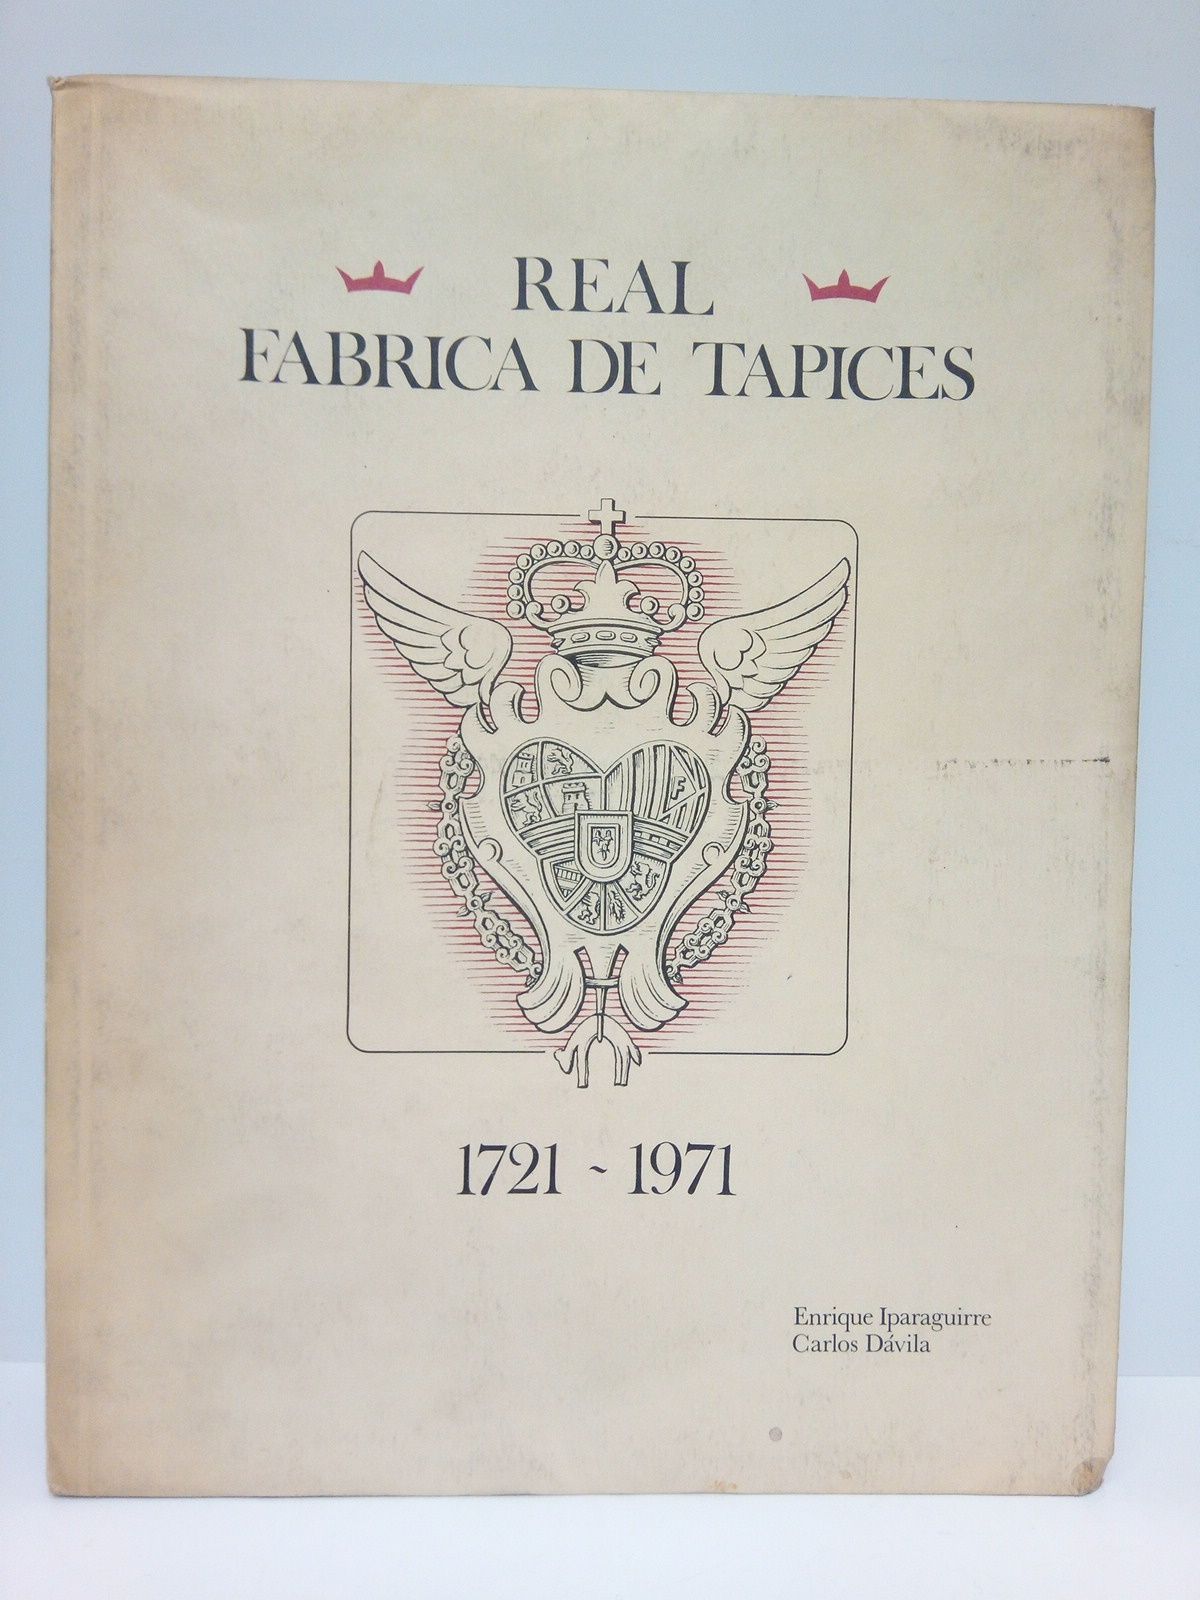 REAL
FABRICA DE TAPICES
F
1721 ~ 1971
Enrique Iparaguirre
Carlos Dávila